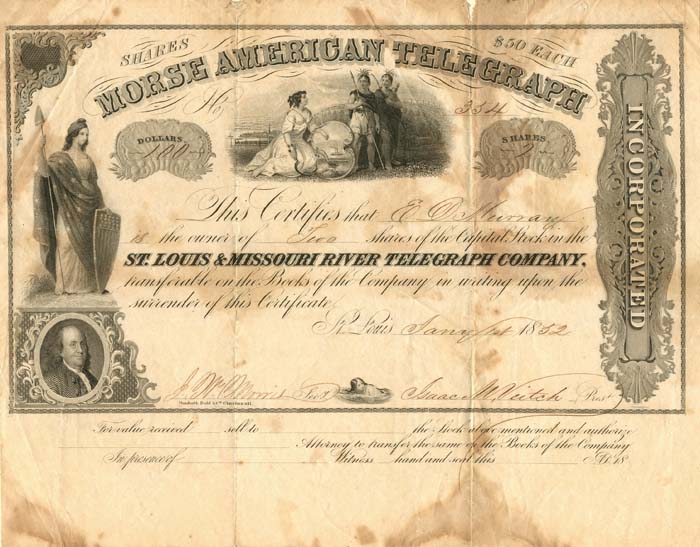 SHARES $50 EACH
MORSE AMERICAN TELEGRAPH
No 354
DOLLARS 100
SHARES 2
This Certifies that E D Murray
is the owner of Two shares of the Capital Stock in the
ST. LOUIS & MISSOURI RIVER TELEGRAPH COMPANY,
transferable on the Books of the Company in writing upon the
surrender of this Certificate
St. Louis Jany 1st 1852
Morris Secy Isaac M Veitch Prest
INCORPORATED
For value received sell to the Stock above mentioned and authorize
Attorney to transfer the same of the Books of the Company
In presence of Witness hand and seal this A.D. 18